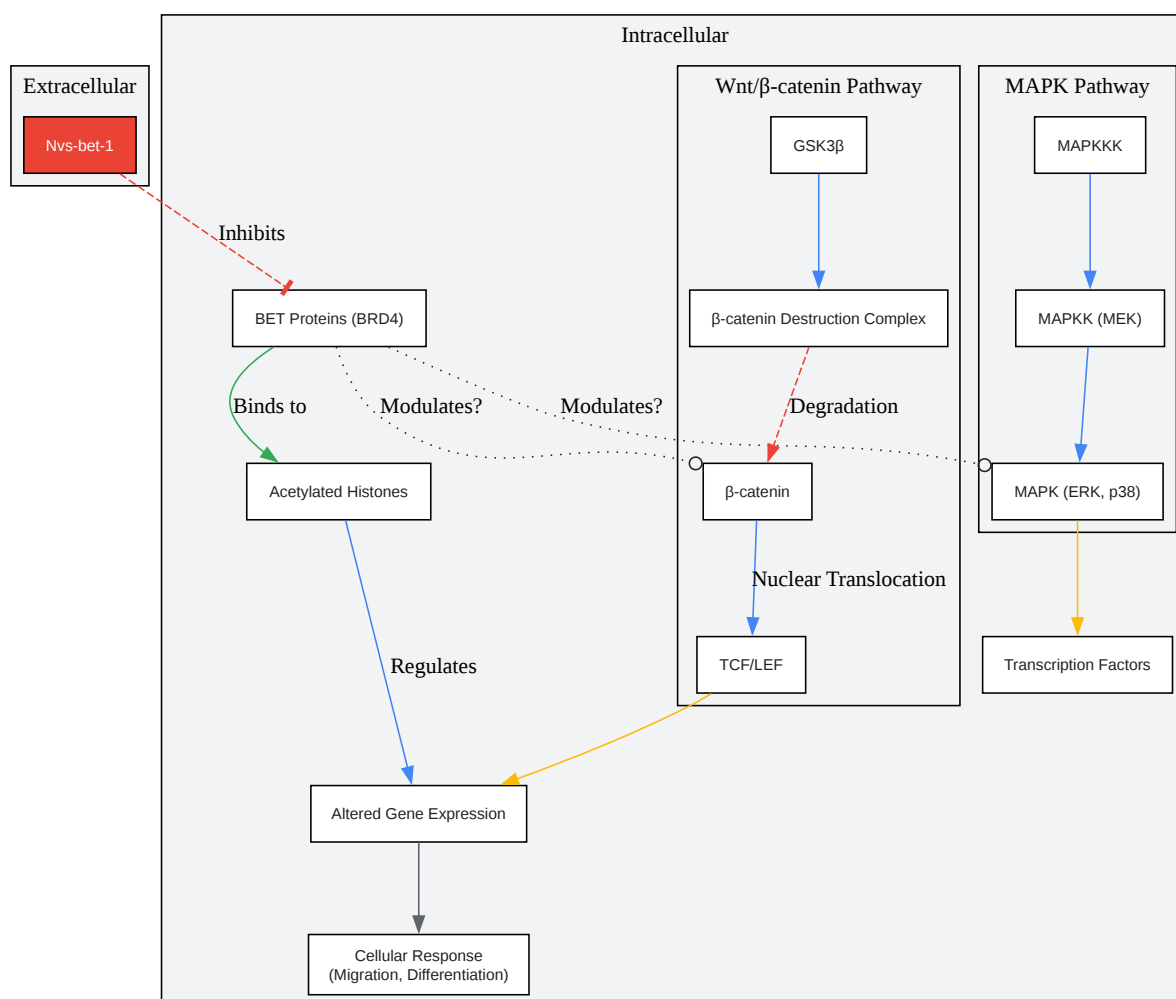 Intracellular
Extracellular
Wnt/β-catenin Pathway
MAPK Pathway
Nvs-bet-1
GSK3β
MAPKKK
Inhibits
BET Proteins (BRD4)
β-catenin Destruction Complex
MAPKK (MEK)
Binds to
Modulates?
Modulates?
Degradation
Acetylated Histones
β-catenin
MAPK (ERK, p38)
Nuclear Translocation
Regulates
TCF/LEF
Transcription Factors
Altered Gene Expression
Cellular Response
(Migration, Differentiation)